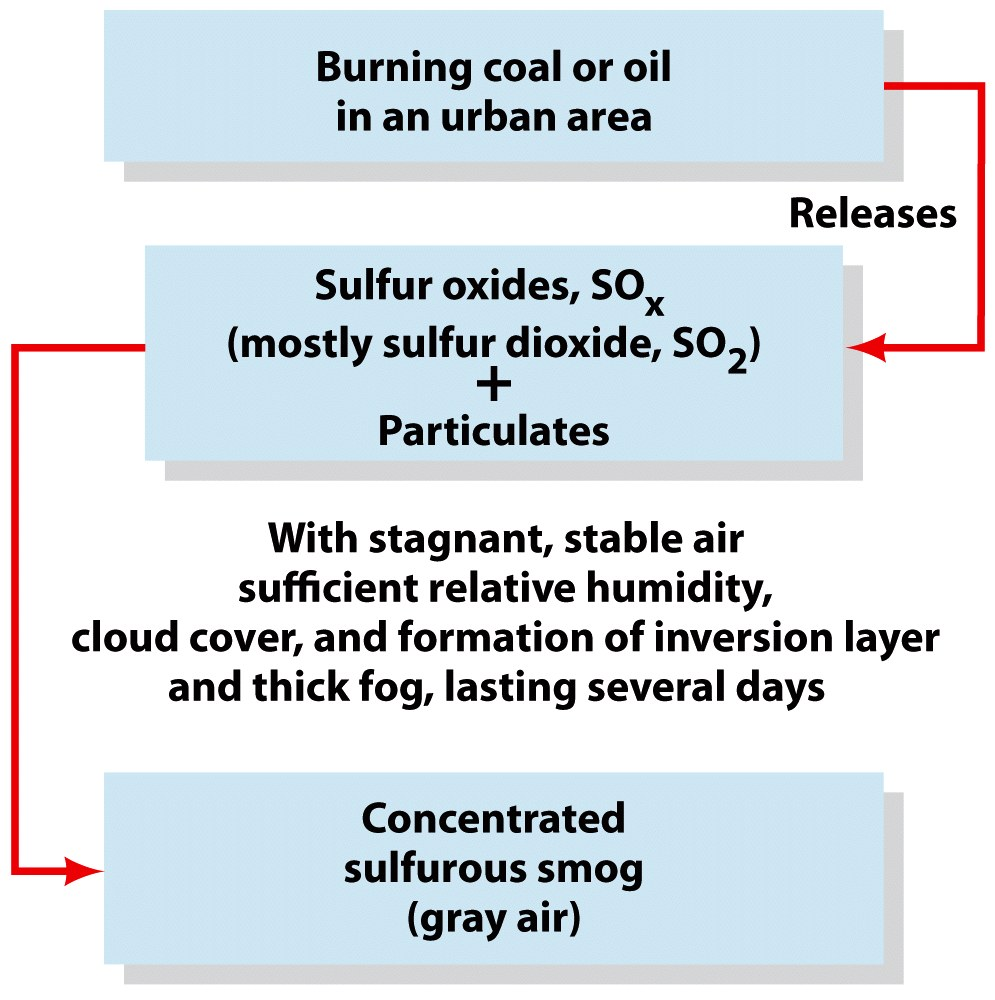 Burning coal or oil
in an urban area
Releases
Sulfur oxides, SOx
(mostly sulfur dioxide, SO2)
+
Particulates
With stagnant, stable air
sufficient relative humidity,
cloud cover, and formation of inversion layer
and thick fog, lasting several days
Concentrated
sulfurous smog
(gray air)